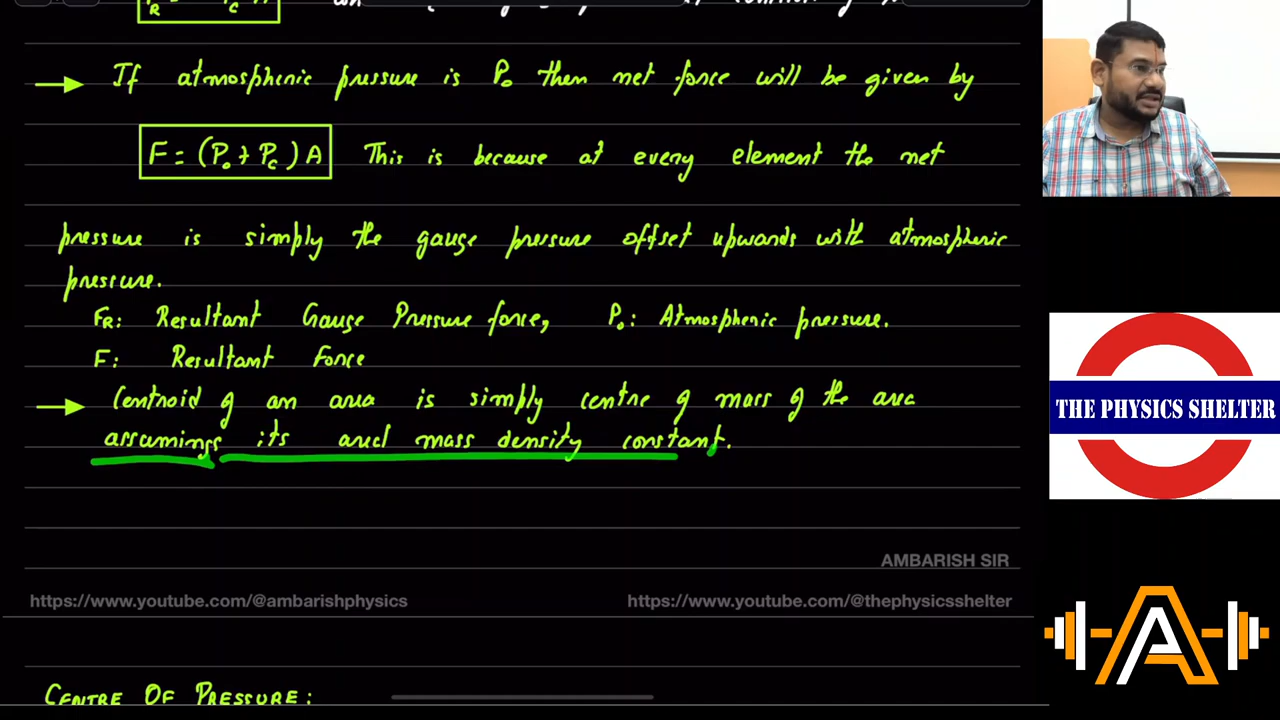 If atmospheric pressure is P₀ then net force will be given by
F = (P₀ + Pc) A This is because at every element the net
pressure is simply the gauge pressure offset upwards with atmospheric
pressure.
FR: Resultant Gauge Pressure force, P₀: Atmospheric pressure.
F: Resultant Force
Centroid of an area is simply centre of mass of the area
assumings its areal mass density constant.
AMBARISH SIR
https://www.youtube.com/@ambarishphysics https://www.youtube.com/@thephysicsshelter
CENTRE OF PRESSURE:
THE PHYSICS SHELTER